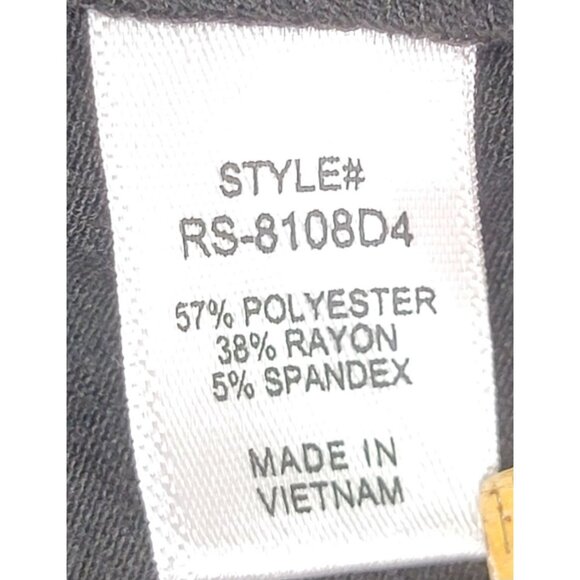 STYLE#
RS-8108D4
57% POLYESTER
38% RAYON
5% SPANDEX
MADE IN
VIETNAM